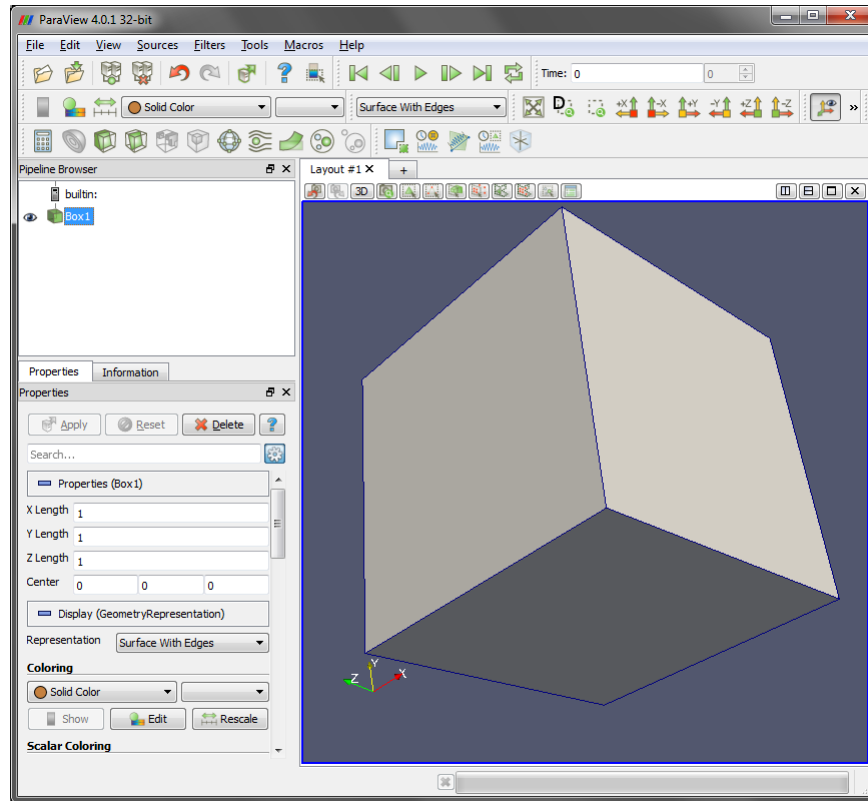 ParaView 4.0.1 32-bit
File Edit View Sources Filters Tools Macros Help
Time: 0 0
Solid Color Surface With Edges +X -X +Y -Y +Z -Z »
Pipeline Browser
Layout #1 X +
builtin:
3D
Box1
Properties Information
Properties
Apply Reset Delete ?
Search...
Properties (Box1)
X Length 1
Y Length 1
Z Length 1
Center 0 0 0
Display (GeometryRepresentation)
Representation Surface With Edges
Coloring
Solid Color
Show Edit Rescale
Scalar Coloring
Y
Z X